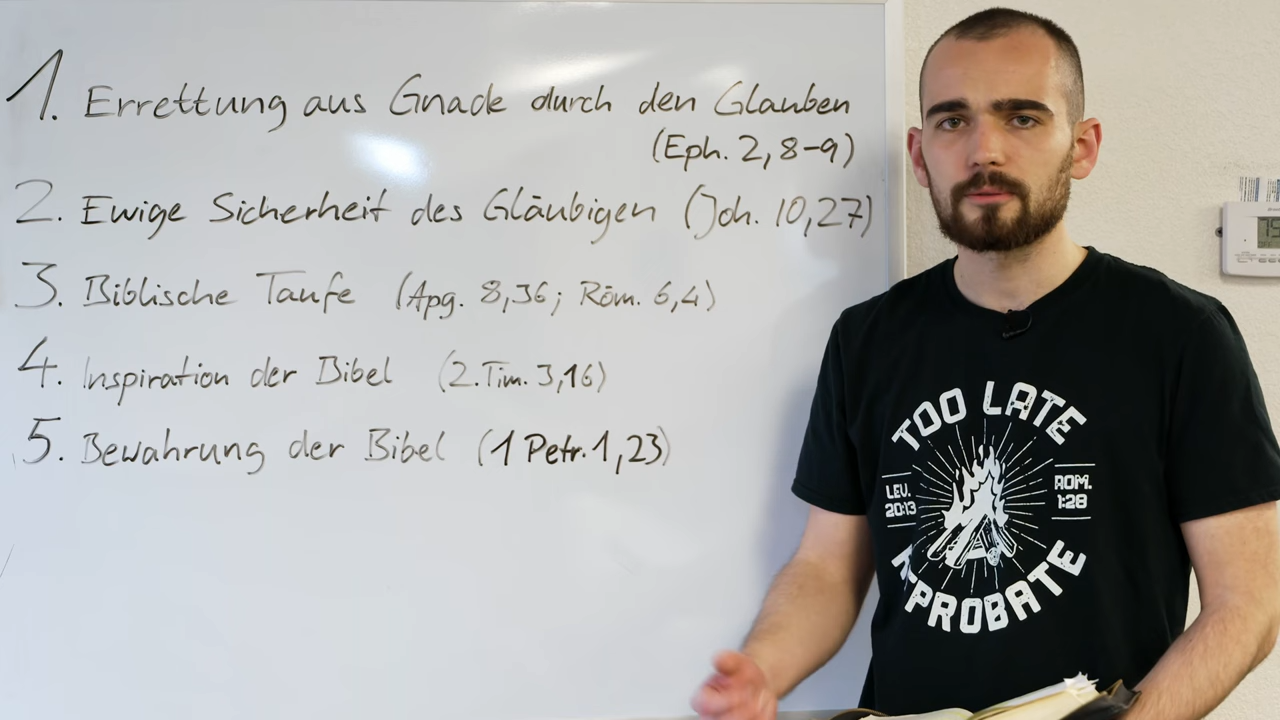 1. Errettung aus Gnade durch den Glauben
(Eph. 2,8-9)
2. Ewige Sicherheit des Gläubigen (Joh. 10,27)
3. Biblische Taufe (Apg. 8,36; Röm. 6,4)
4. Inspiration der Bibel (2.Tim. 3,16)
5. Bewahrung der Bibel (1 Petr. 1,23)
TOO LATE
LEV.
20:13
ROM.
1:28